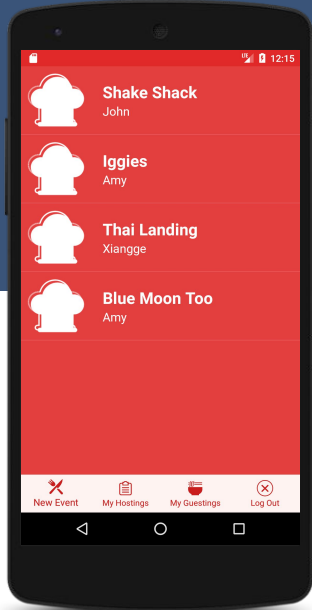 LTE 12:15
Shake Shack
John
Iggies
Amy
Thai Landing
Xiangge
Blue Moon Too
Amy
New Event My Hostings My Guestings Log Out